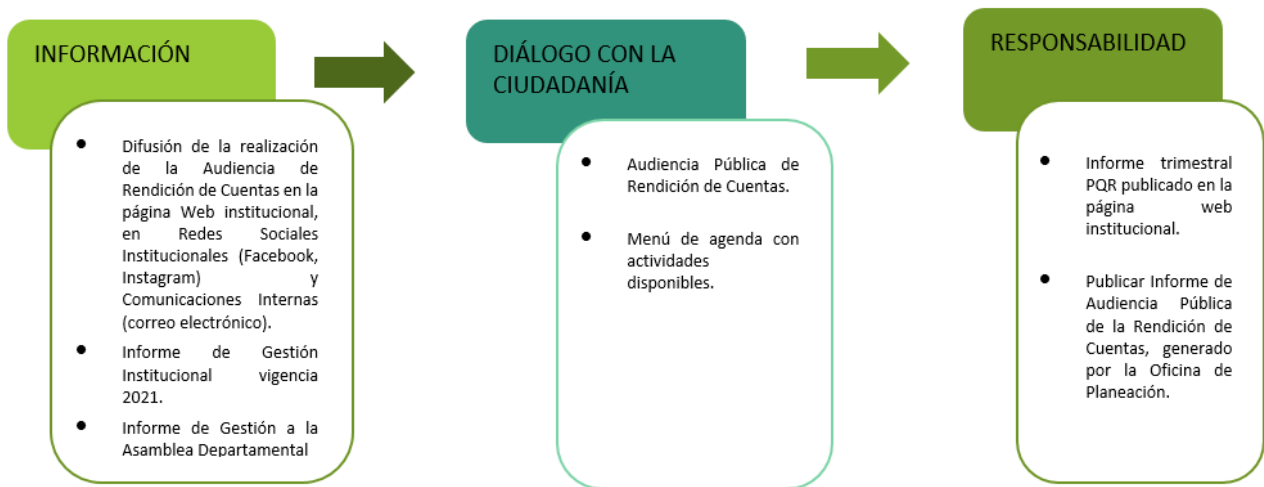 INFORMACIÓN
● Difusión de la realización
de la Audiencia de
Rendición de Cuentas en la
página Web institucional,
en Redes Sociales
Institucionales (Facebook,
Instagram) y
Comunicaciones Internas
(correo electrónico).
● Informe de Gestión
Institucional vigencia
2021.
● Informe de Gestión a la
Asamblea Departamental
DIÁLOGO CON LA
CIUDADANÍA
● Audiencia Pública de
Rendición de Cuentas.
● Menú de agenda con
actividades
disponibles.
RESPONSABILIDAD
● Informe trimestral
PQR publicado en la
página web
institucional.
● Publicar Informe de
Audiencia Pública
de la Rendición de
Cuentas, generado
por la Oficina de
Planeación.